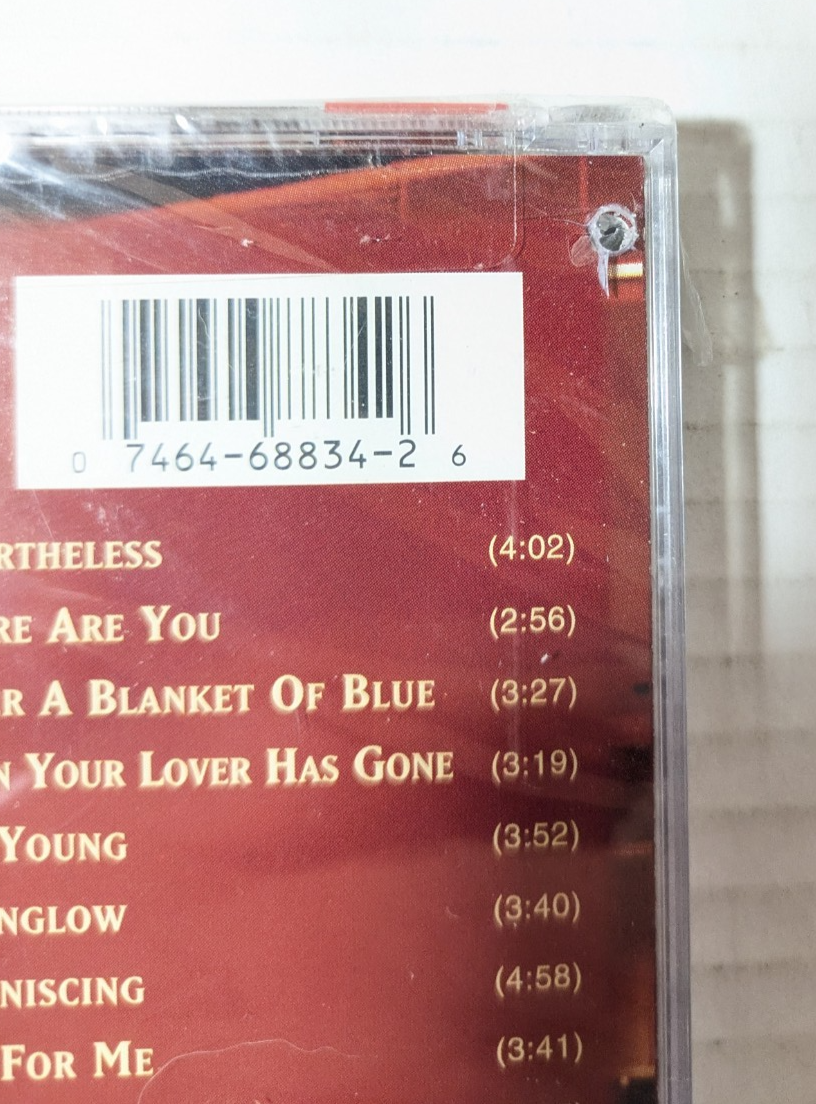 0 7464-68834-2 6
RTHELESS (4:02)
RE ARE YOU (2:56)
R A BLANKET OF BLUE (3:27)
N YOUR LOVER HAS GONE (3:19)
YOUNG (3:52)
NGLOW (3:40)
NISCING (4:58)
FOR ME (3:41)